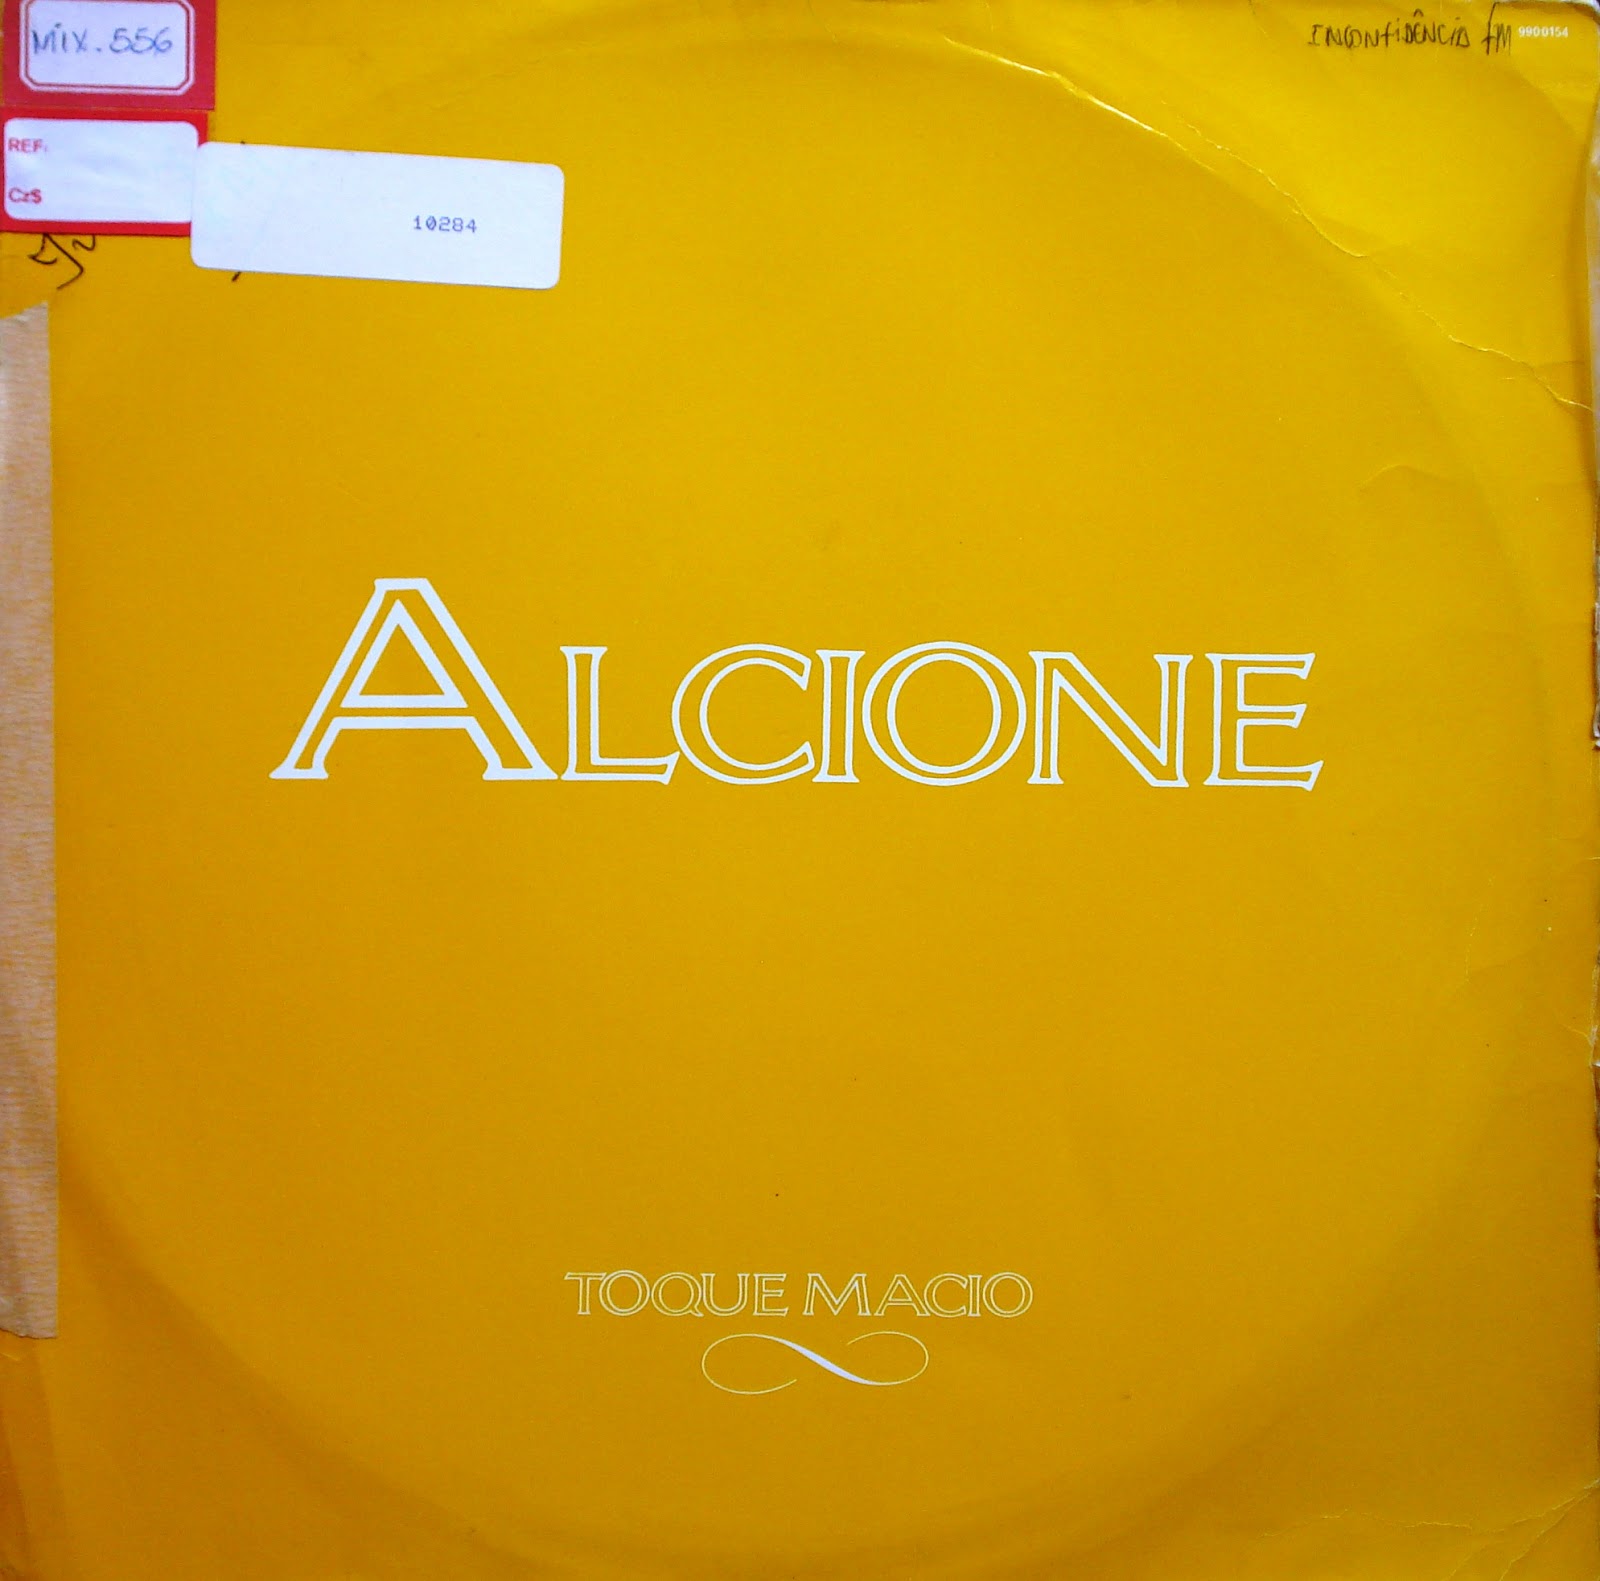 MIX. 556
INCONFIDÊNCIA FM 9900154
REF.
Cz$
10284
ALCIONE
TOQUE MACIO